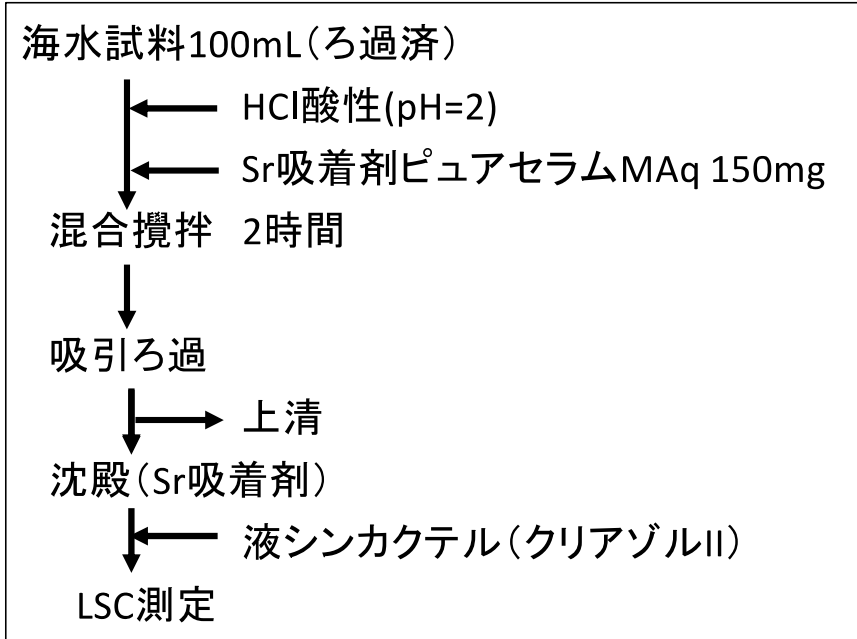 海水試料100mL（ろ過済）
HCl酸性(pH=2)
Sr吸着剤ピュアセラムMAq 150mg
混合攪拌 2時間
吸引ろ過
上清
沈殿（Sr吸着剤）
液シンカクテル（クリアゾルII）
LSC測定